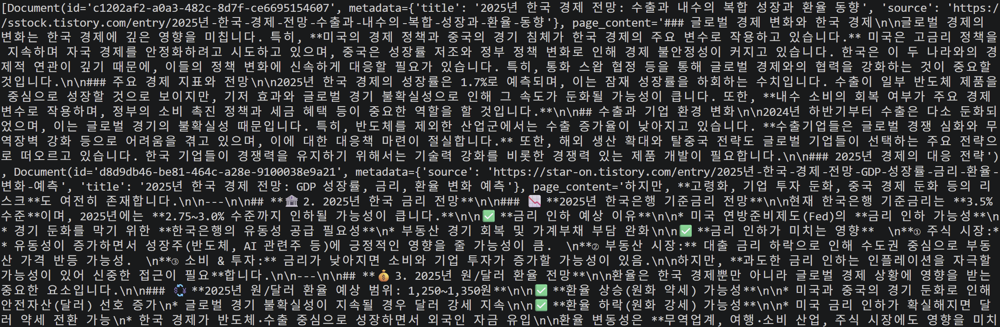 [Document(id='c1202af2-a0a3-482c-8d7f-ce6695154607', metadata={'title': '2025년 한국 경제 전망: 수출과 내수의 복합 성장과 환율 동향', 'source': 'https:/
/sstock.tistory.com/entry/2025년-한국-경제-전망-수출과-내수의-복합-성장과-환율-동향'}, page_content='### 글로벌 경제 변화와 한국 경제\n\n글로벌 경제의
변화는 한국 경제에 깊은 영향을 미칩니다. 특히, **미국의 경제 정책과 중국의 경기 침체가 한국 경제의 주요 변수로 작용하고 있습니다.** 미국은 고금리 정책을
지속하며 자국 경제를 안정화하려고 시도하고 있으며, 중국은 성장률 저조와 정부 정책 변화로 인해 경제 불안정성이 커지고 있습니다. 한국은 이 두 나라와의 경
제적 연관이 깊기 때문에, 이들의 정책 변화에 신속하게 대응할 필요가 있습니다. 특히, 통화 스왑 협정 등을 통해 글로벌 경제와의 협력을 강화하는 것이 중요할
것입니다.\n\n### 주요 경제 지표와 전망\n\n2025년 한국 경제의 성장률은 1.7%로 예측되며, 이는 잠재 성장률을 하회하는 수치입니다. 수출이 일부 반도체 제품을
중심으로 성장할 것으로 보이지만, 기저 효과와 글로벌 경기 불확실성으로 인해 그 속도가 둔화될 가능성이 큽니다. 또한, **내수 소비의 회복 여부가 주요 경제
변수로 작용하며, 정부의 소비 촉진 정책과 세금 혜택 등이 중요한 역할을 할 것입니다.**\n\n## 수출과 기업 환경 변화\n\n2024년 하반기부터 수출은 다소 둔화되
었으며, 이는 글로벌 경기의 불확실성 때문입니다. 특히, 반도체를 제외한 산업군에서는 수출 증가율이 낮아지고 있습니다. **수출기업들은 글로벌 경쟁 심화와 무
역장벽 강화 등으로 어려움을 겪고 있으며, 이에 대한 대응책 마련이 절실합니다.** 또한, 해외 생산 확대와 탈중국 전략도 글로벌 기업들이 선택하는 주요 전략으
로 떠오르고 있습니다. 한국 기업들이 경쟁력을 유지하기 위해서는 기술력 강화를 비롯한 경쟁력 있는 제품 개발이 필요합니다.\n\n### 2025년 경제의 대응 전략')
, Document(id='d8d9db46-be81-464c-a28e-9100038e9a21', metadata={'source': 'https://star-on.tistory.com/entry/2025년-한국-경제-전망-GDP-성장률-금리-환율-
변화-예측', 'title': '2025년 한국 경제 전망: GDP 성장률, 금리, 환율 변화 예측'}, page_content='하지만, **고령화, 기업 투자 둔화, 중국 경제 둔화 등의 리
스크**도 여전히 존재합니다.\n\n---\n\n## **🏦 2. 2025년 한국 금리 전망**\n\n### 📉 **2025년 한국은행 기준금리 전망**\n\n현재 한국은행 기준금리는 **3.5%
수준**이며, 2025년에는 **2.75~3.0% 수준까지 인하될 가능성이 큽니다.**\n\n✅ **금리 인하 예상 이유**\n\n* 미국 연방준비제도(Fed)의 **금리 인하 가능성**\n
* 경기 둔화를 막기 위한 **한국은행의 유동성 공급 필요성**\n* 부동산 경기 회복 및 가계부채 부담 완화\n\n✅ **금리 인하가 미치는 영향**  \n**① 주식 시장:*
* 유동성이 증가하면서 성장주(반도체, AI 관련주 등)에 긍정적인 영향을 줄 가능성이 큼.  \n**② 부동산 시장:** 대출 금리 하락으로 인해 수도권 중심으로 부동
산 가격 반등 가능성.  \n**③ 소비 & 투자:** 금리가 낮아지면 소비와 기업 투자가 증가할 가능성이 있음.\n\n하지만, **과도한 금리 인하는 인플레이션을 자극할
가능성이 있어 신중한 접근이 필요**합니다.\n\n---\n\n## **💰 3. 2025년 원/달러 환율 전망**\n\n환율은 한국 경제뿐만 아니라 글로벌 경제 상황에 영향을 받는
중요한 요소입니다.\n\n### 💱 **2025년 원/달러 환율 예상 범위: 1,250~1,350원**\n\n✅ **환율 상승(원화 약세) 가능성**\n\n* 미국과 중국의 경기 둔화로 인해
안전자산(달러) 선호 증가\n* 글로벌 경기 불확실성이 지속될 경우 달러 강세 지속\n\n✅ **환율 하락(원화 강세) 가능성**\n\n* 미국 금리 인하가 확실해지면 달
러 약세 전환 가능\n* 한국 경제가 반도체·수출 중심으로 성장하면서 외국인 자금 유입\n\n환율 변동성은 **무역업계, 여행·소비 산업, 주식 시장에도 영향을 미치